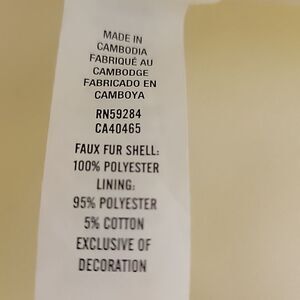 MADE IN
CAMBODIA
FABRIQUÉ AU
CAMBODGE
FABRICADO EN
CAMBOYA
RN59284
CA40465
FAUX FUR SHELL:
100% POLYESTER
LINING:
95% POLYESTER
5% COTTON
EXCLUSIVE OF
DECORATION